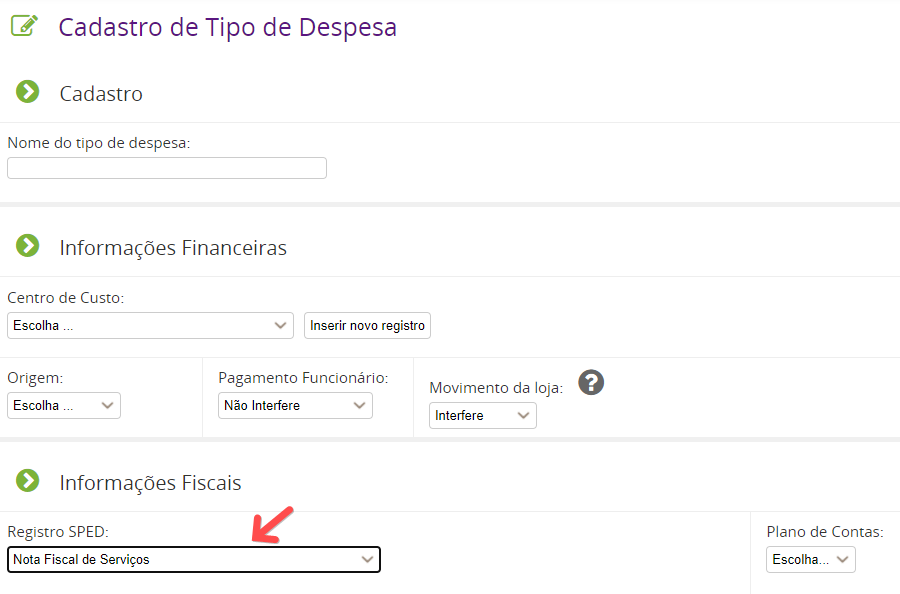 Cadastro de Tipo de Despesa
Cadastro
Nome do tipo de despesa:
Informações Financeiras
Centro de Custo:
Escolha ... Inserir novo registro
Origem: Pagamento Funcionário: Movimento da loja: ?
Escolha ... Não Interfere Interfere
Informações Fiscais
Registro SPED: Plano de Contas:
Nota Fiscal de Serviços Escolha...